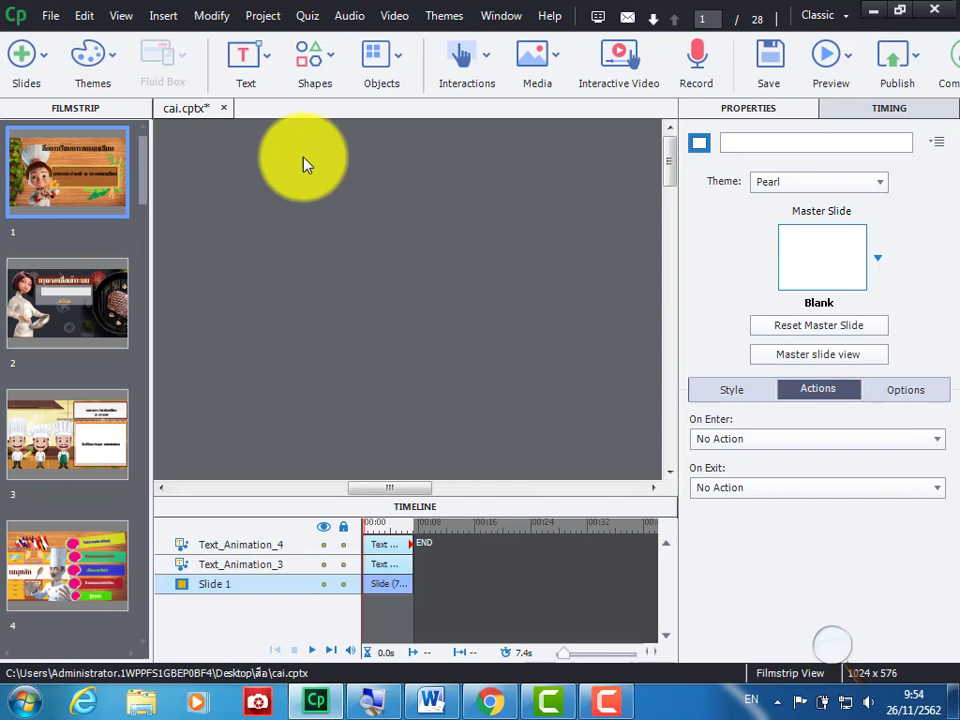 Cp File Edit View Insert Modify Project Quiz Audio Video Themes Window Help 1 / 28 Classic
Slides Themes Fluid Box Text Shapes Objects Interactions Media Interactive Video Record Save Preview Publish
FILMSTRIP cai.cptx* × PROPERTIES TIMING
Theme: Pearl
Master Slide
1
Blank
Reset Master Slide
Master slide view
2
Style Actions Options
On Enter:
No Action
On Exit:
No Action
3
TIMELINE
00:00 00:08 00:16 00:24 00:32
Text_Animation_4 Text ... END
Text_Animation_3 Text ...
Slide 1 Slide (7...
4
0.0s -- -- 7.4s
C:\Users\Administrator.1WPPFS1GBEP0BF4\Desktop\สื่อ\cai.cptx Filmstrip View 1024 x 576
Cp W EN 9:54
26/11/2562